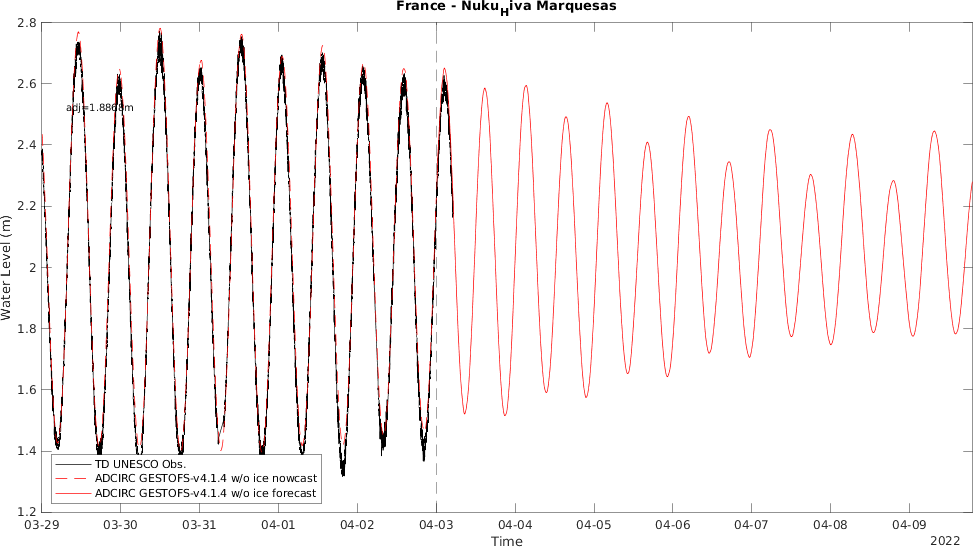 France - Nuku_Hiva Marquesas
2.8
2.6
adj=1.8868m
2.4
2.2
2
1.8
1.6
1.4
1.2
Water Level (m)
TD UNESCO Obs.
ADCIRC GESTOFS-v4.1.4 w/o ice nowcast
ADCIRC GESTOFS-v4.1.4 w/o ice forecast
03-29 03-30 03-31 04-01 04-02 04-03 04-04 04-05 04-06 04-07 04-08 04-09
Time
2022